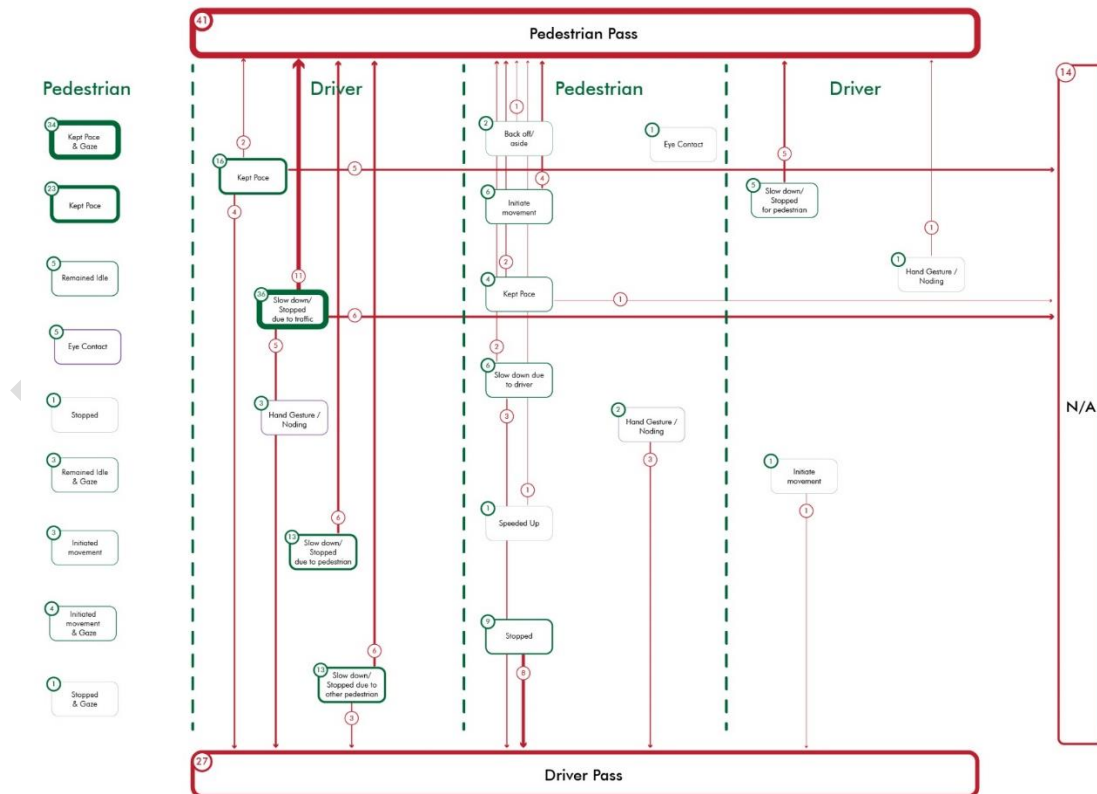 41
Pedestrian Pass
14
Pedestrian
Driver
Pedestrian
Driver
34
Kept Pace
& Gaze
23
Kept Pace
5
Remained Idle
5
Eye Contact
1
Stopped
3
Remained Idle
& Gaze
3
Initiated
movement
4
Initiated
movement
& Gaze
1
Stopped
& Gaze
2
16
Kept Pace
5
4
11
36
Slow down/
Stopped
due to traffic
6
5
3
Hand Gesture /
Noding
6
Slow down/
Stopped
due to pedestrian
6
13
Slow down/
Stopped due to
other pedestrion
3
1
2
Back off/
aside
1
Eye Contact
4
6
Initiate
movement
2
4
Kept Pace
1
2
6
Slow down due
to driver
3
2
Hand Gesture /
Noding
3
1
1
Speeded Up
9
Stopped
8
5
5
Slow down/
Stopped
for pedestrian
1
1
Hand Gesture /
Noding
1
Initiate
movement
1
N/A
27
Driver Pass